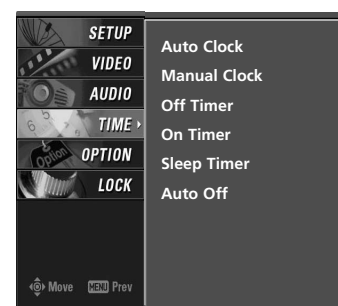 SETUP
VIDEO
AUDIO
TIME
OPTION
LOCK
Move MENU Prev
Auto Clock
Manual Clock
Off Timer
On Timer
Sleep Timer
Auto Off